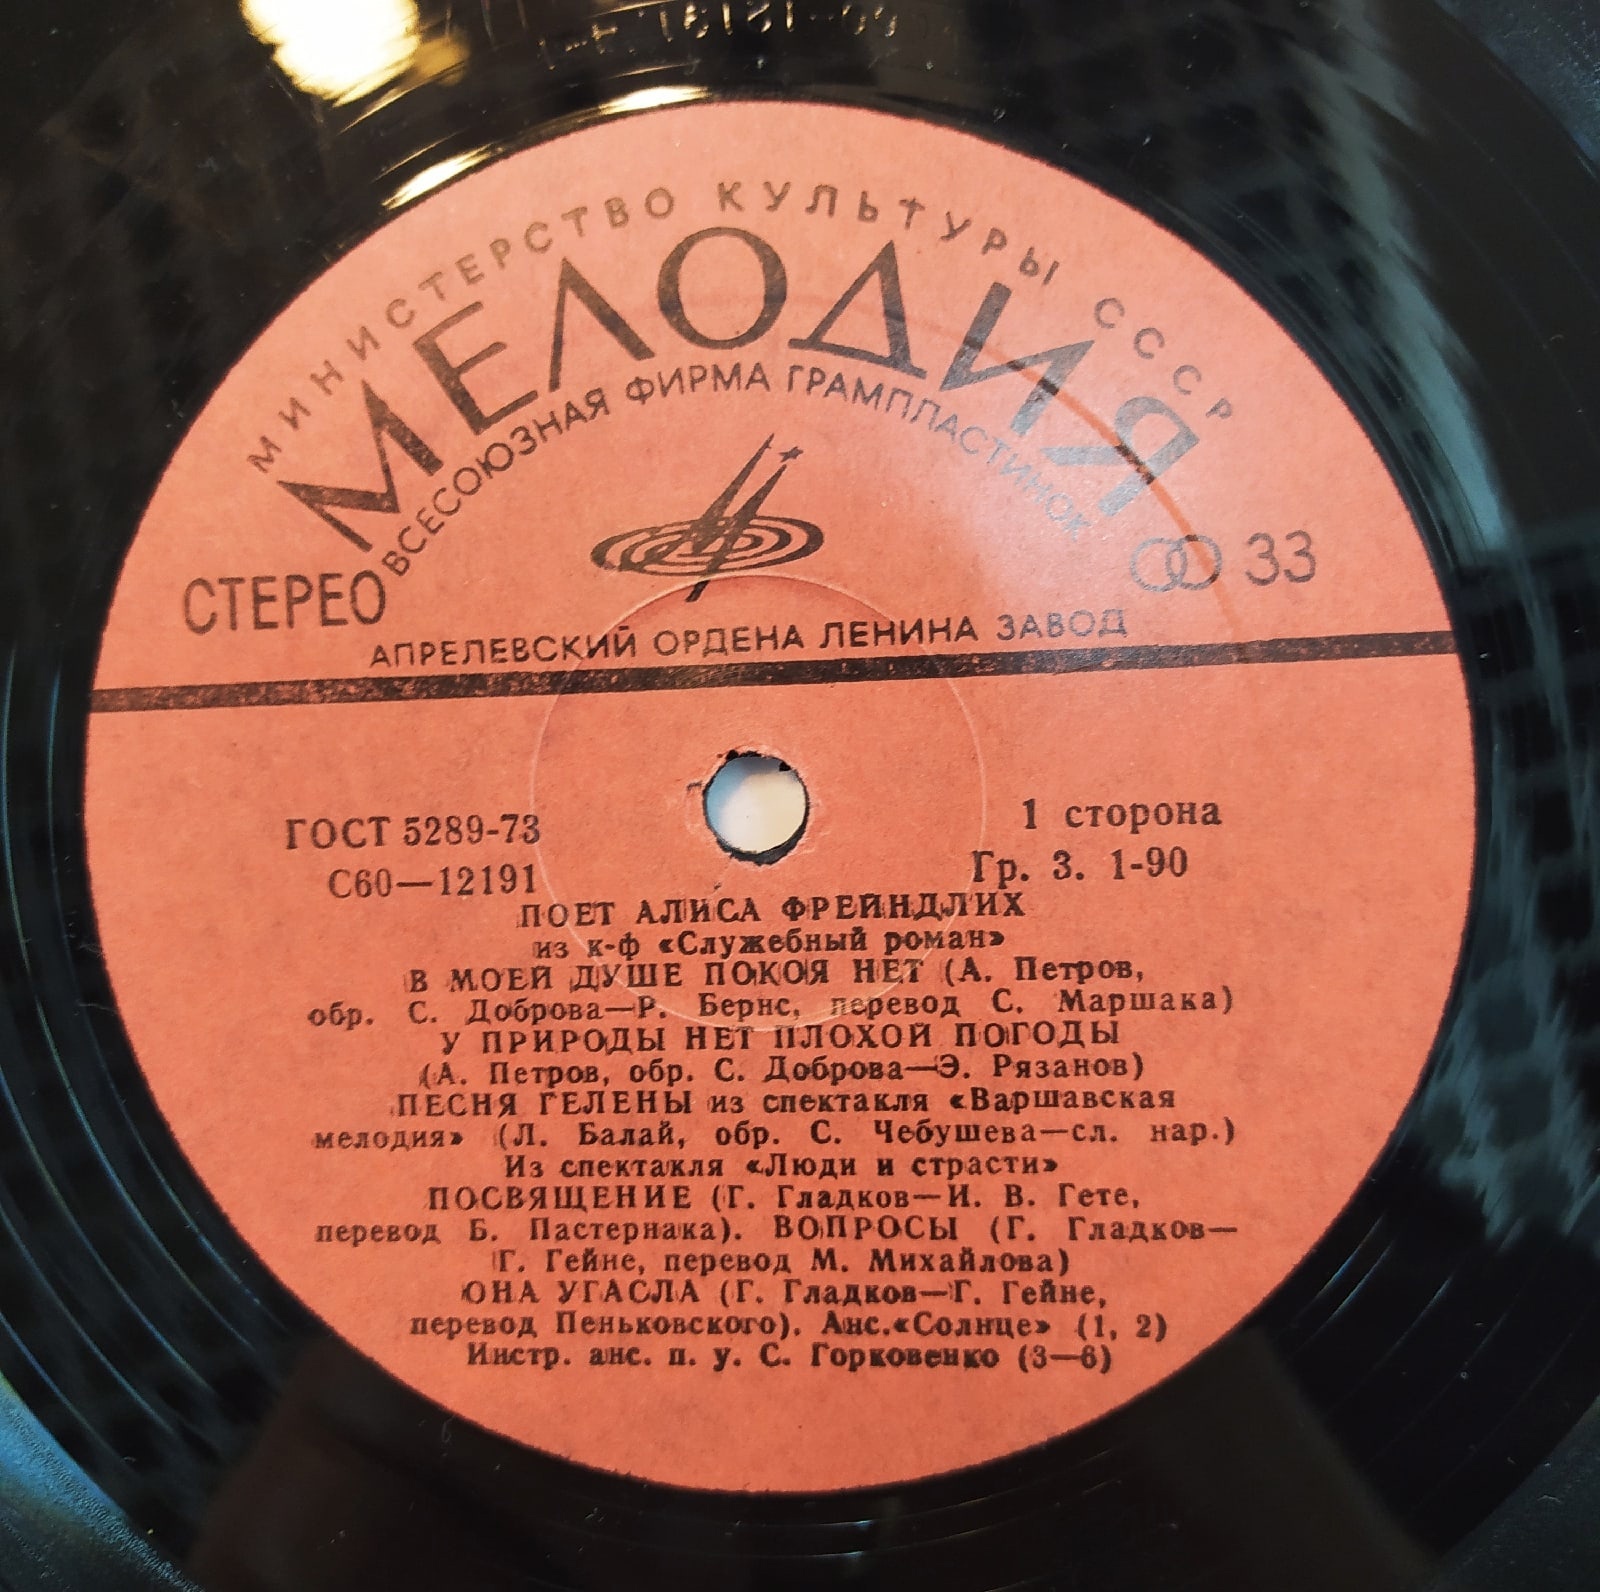 МИНИСТЕРСТВО КУЛЬТУРЫ СССР
МЕЛОДИЯ
ВСЕСОЮЗНАЯ ФИРМА ГРАМПЛАСТИНОК
СТЕРЕО
33
АПРЕЛЕВСКИЙ ОРДЕНА ЛЕНИНА ЗАВОД
ГОСТ 5289-73
1 сторона
С60—12191
Гр. 3. 1-90
ПОЕТ АЛИСА ФРЕЙНДЛИХ
из к-ф «Служебный роман»
В МОЕЙ ДУШЕ ПОКОЯ НЕТ (А. Петров,
обр. С. Доброва—Р. Бернс, перевод С. Маршака)
У ПРИРОДЫ НЕТ ПЛОХОЙ ПОГОДЫ
(А. Петров, обр. С. Доброва—Э. Рязанов)
ПЕСНЯ ГЕЛЕНЫ из спектакля «Варшавская
мелодия» (Л. Балай, обр. С. Чебушева—сл. нар.)
Из спектакля «Люди и страсти»
ПОСВЯЩЕНИЕ (Г. Гладков—И. В. Гете,
перевод Б. Пастернака). ВОПРОСЫ (Г. Гладков—
Г. Гейне, перевод М. Михайлова)
ОНА УГАСЛА (Г. Гладков—Г. Гейне,
перевод Пеньковского). Анс.«Солнце» (1, 2)
Инстр. анс. п. у. С. Горковенко (3—6)